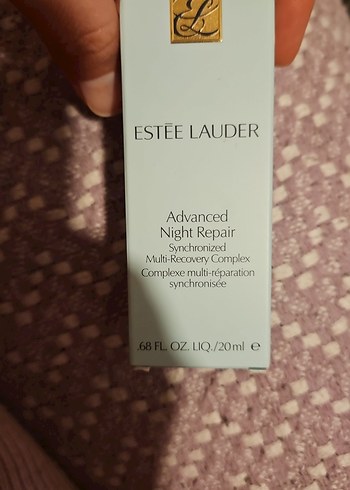 EL
ESTĒE LAUDER
Advanced
Night Repair
Synchronized
Multi-Recovery Complex
Complexe multi-réparation
synchronisée
.68 FL. OZ. LIQ./20 ml ℮